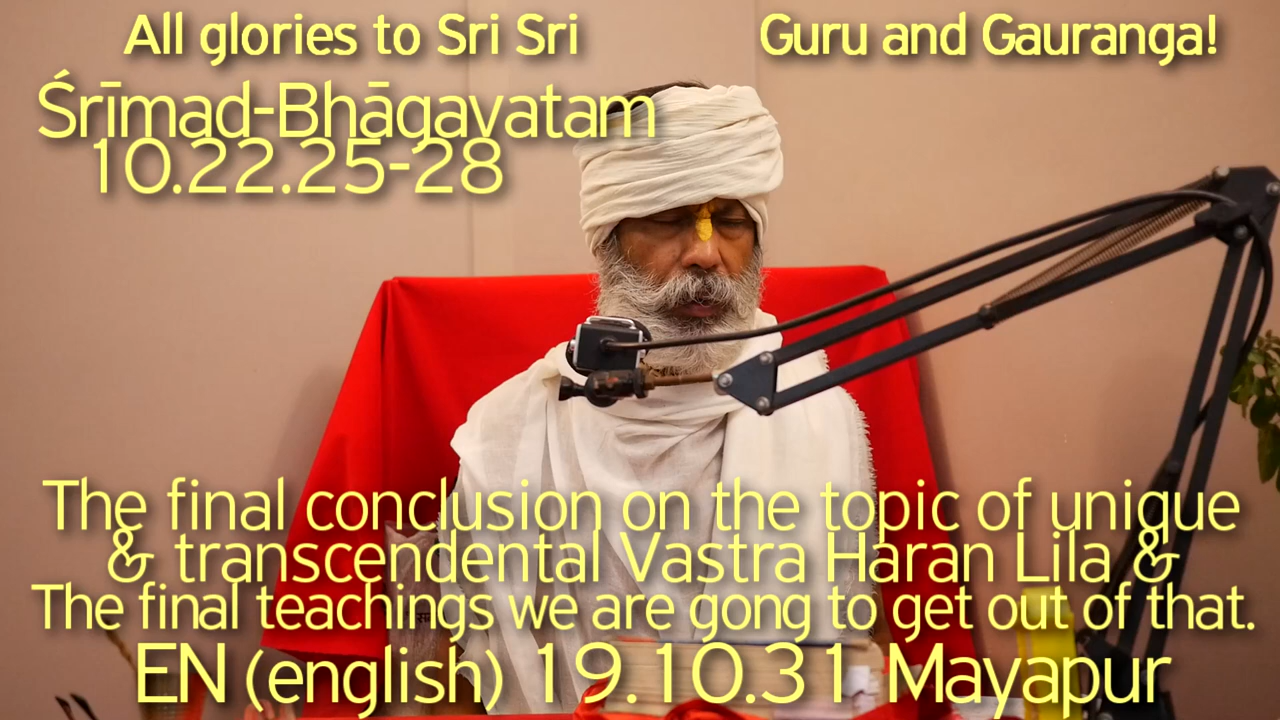 All glories to Sri Sri Guru and Gauranga!
Śrīmad-Bhāgavatam
10.22.25-28
The final conclusion on the topic of unique
& transcendental Vastra Haran Lila &
The final teachings we are gong to get out of that.
EN (english) 19.10.31 Mayapur